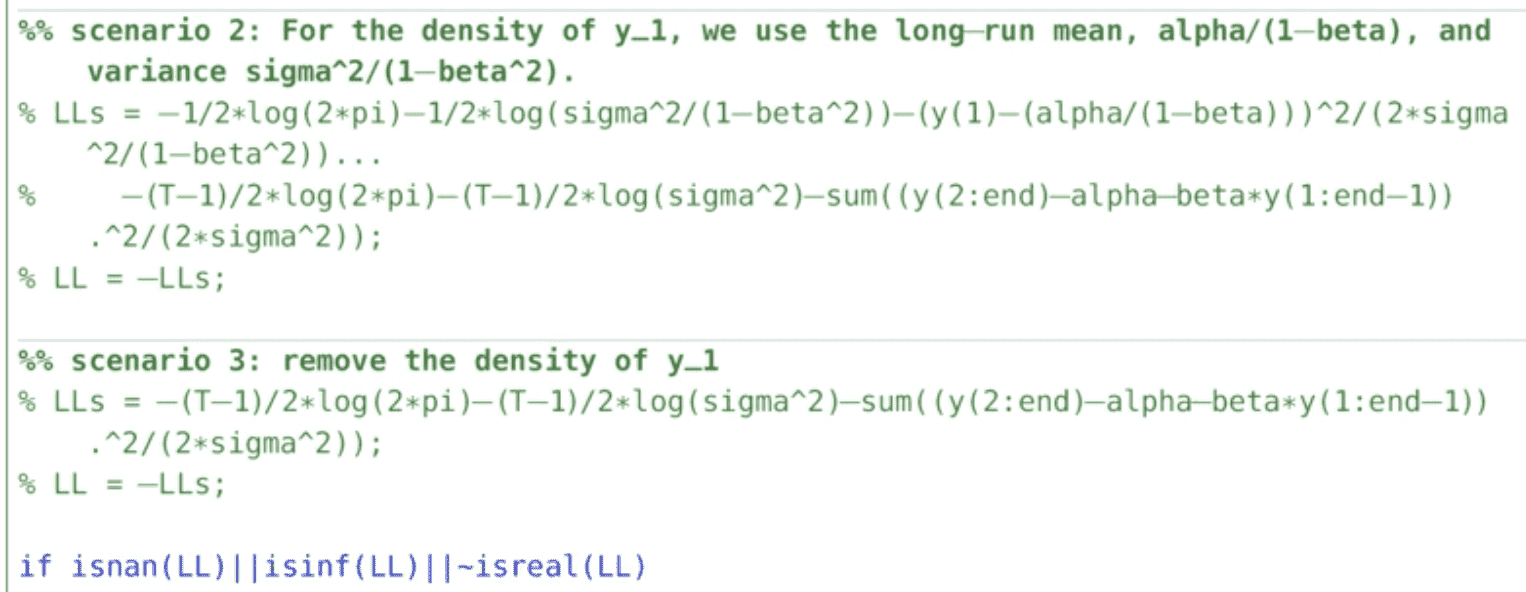 %% scenario 2: For the density of y_1, we use the long-run mean, alpha/(1-beta), and
variance sigma^2/(1-beta^2).
% LLs = -1/2*log(2*pi)-1/2*log(sigma^2/(1-beta^2))-(y(1)-(alpha/(1-beta)))^2/(2*sigma
^2/(1-beta^2))...
%     -(T-1)/2*log(2*pi)-(T-1)/2*log(sigma^2)-sum((y(2:end)-alpha-beta*y(1:end-1))
.^2/(2*sigma^2));
% LL = -LLs;
%% scenario 3: remove the density of y_1
% LLs = -(T-1)/2*log(2*pi)-(T-1)/2*log(sigma^2)-sum((y(2:end)-alpha-beta*y(1:end-1))
.^2/(2*sigma^2));
% LL = -LLs;
if isnan(LL)||isinf(LL)||~isreal(LL)